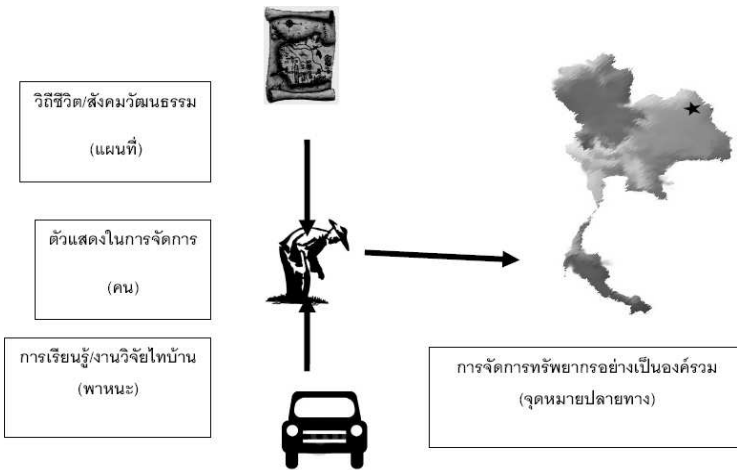 วิถีชีวิต/สังคมวัฒนธรรม
(แผนที่)
ตัวแสดงในการจัดการ
(คน)
การเรียนรู้/งานวิจัยไทบ้าน
(พาหนะ)
การจัดการทรัพยากรอย่างเป็นองค์รวม
(จุดหมายปลายทาง)